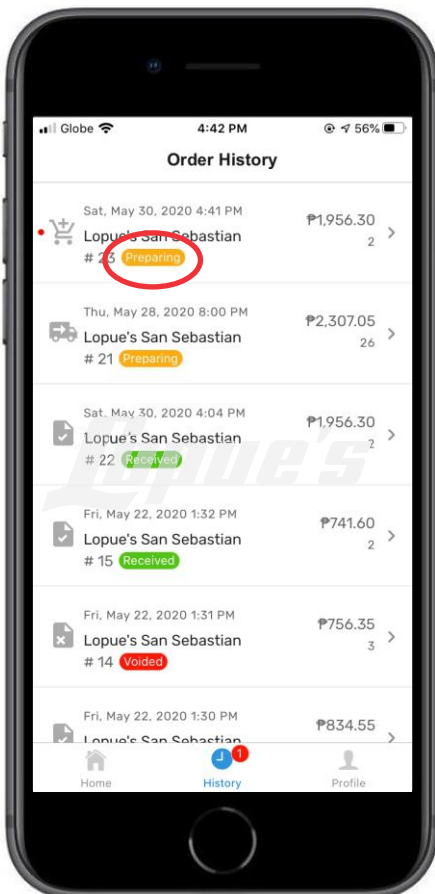 Globe 4:42 PM 56%
Order History
Sat, May 30, 2020 4:41 PM
₱1,956.30
Lopue's San Sebastian
2
# 23 Preparing
Thu, May 28, 2020 8:00 PM
₱2,307.05
Lopue's San Sebastian
26
# 21 Preparing
Sat, May 30, 2020 4:04 PM
₱1,956.30
Lopue's San Sebastian
2
# 22 Received
Lopue's
Fri, May 22, 2020 1:32 PM
₱741.60
Lopue's San Sebastian
2
# 15 Received
Fri, May 22, 2020 1:31 PM
₱756.35
Lopue's San Sebastian
3
# 14 Voided
Fri, May 22, 2020 1:30 PM
₱834.55
Lopue's San Sebastian
1
Home History Profile